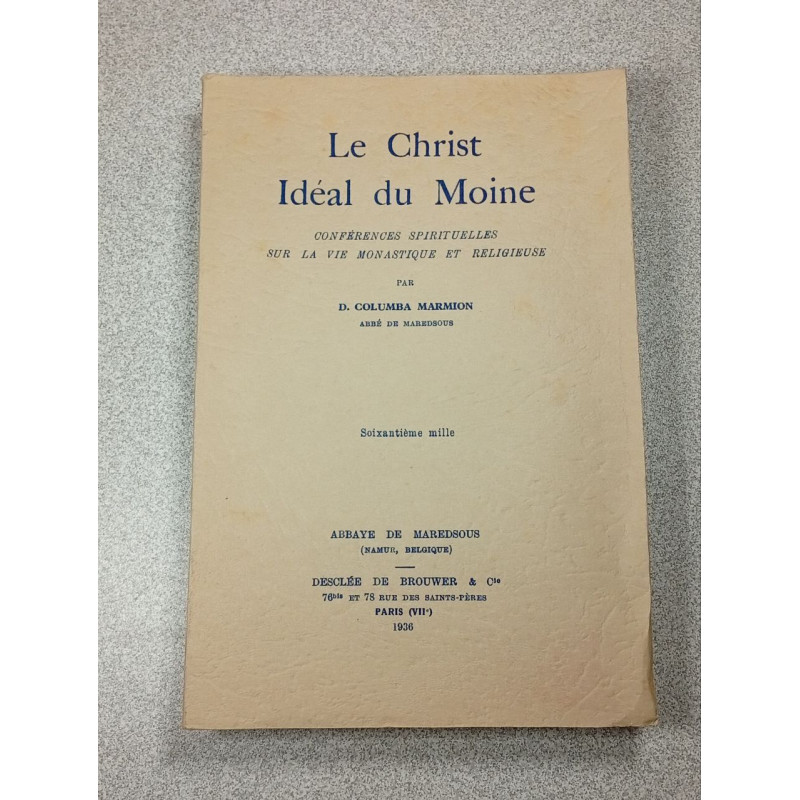 Le Christ
Idéal du Moine
CONFÉRENCES SPIRITUELLES
SUR LA VIE MONASTIQUE ET RELIGIEUSE
PAR
D. COLUMBA MARMION
ABBÉ DE MAREDSOUS
Soixantième mille
ABBAYE DE MAREDSOUS
(NAMUR, BELGIQUE)
DESCLÉE DE BROUWER & Cie
76bis ET 78 RUE DES SAINTS-PÈRES
PARIS (VIIe)
1936